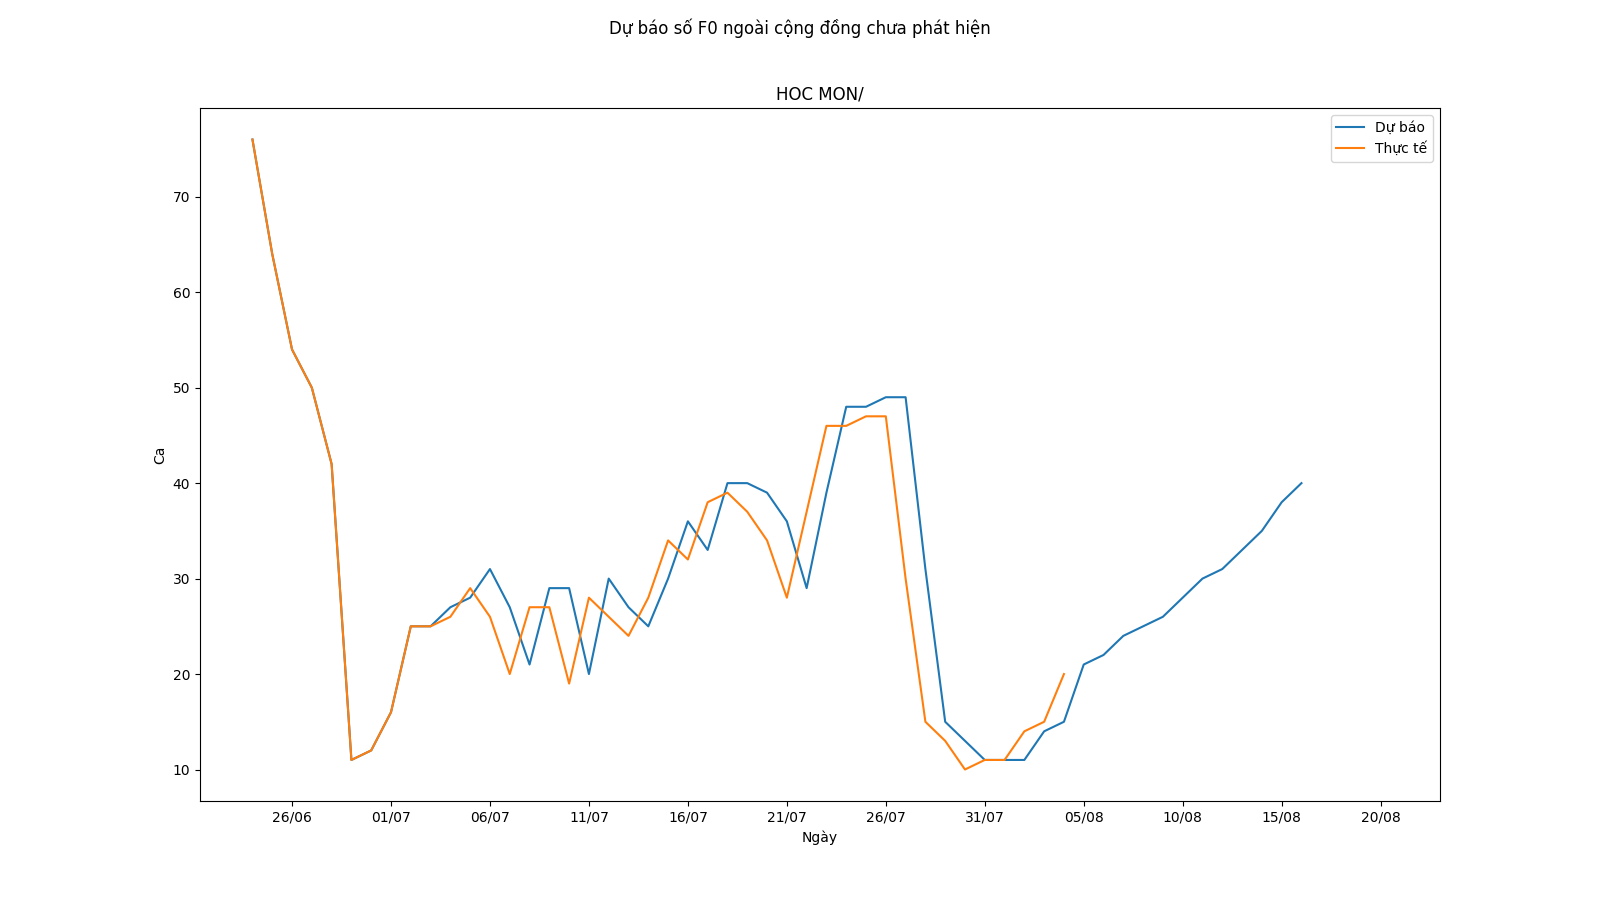 Dự báo số F0 ngoài cộng đồng chưa phát hiện
HOC MON/
Dự báo
Thực tế
70
60
50
40
30
20
10
Ca
26/06 01/07 06/07 11/07 16/07 21/07 26/07 31/07 05/08 10/08 15/08 20/08
Ngày